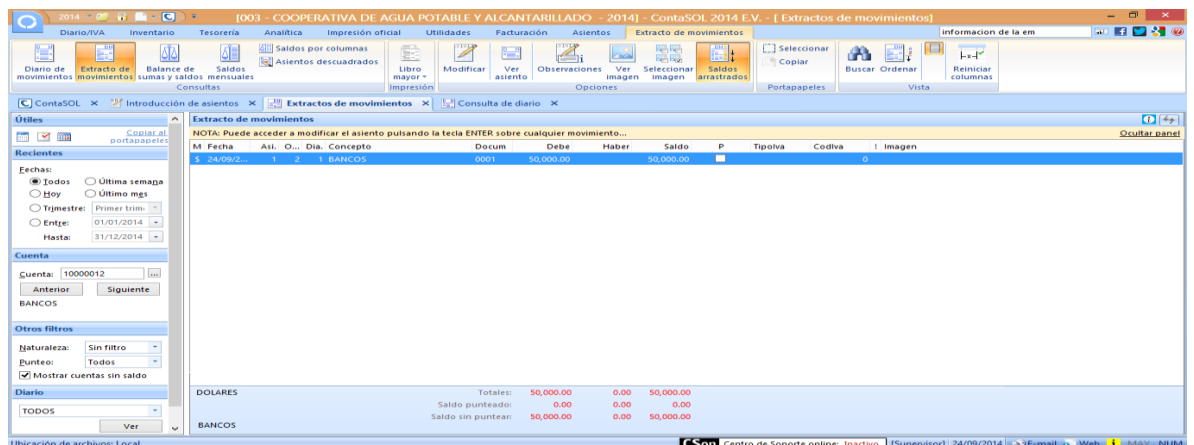 2014 [003 - COOPERATIVA DE AGUA POTABLE Y ALCANTARILLADO - 2014] - ContaSOL 2014 E.V. - [ Extractos de movimientos]
Diario/IVA Inventario Tesorería Analítica Impresión oficial Utilidades Facturación Asientos Extracto de movimientos informacion de la em
Diario de movimientos Extracto de movimientos Balance de sumas y saldos Saldos mensuales Saldos por columnas Asientos descuadrados Libro mayor Modificar Ver asiento Observaciones Ver imagen Seleccionar imagen Saldos arrastrados Seleccionar Copiar Buscar Ordenar Reiniciar columnas
Consultas Impresión Opciones Portapapeles Vista
ContaSOL Introducción de asientos Extractos de movimientos Consulta de diario
Útiles
Copiar al portapapeles
Recientes
Fechas:
Todos Última semana
Hoy Último mes
Trimestre: Primer trim
Entre: 01/01/2014
Hasta: 31/12/2014
Cuenta
Cuenta: 10000012 ...
Anterior Siguiente
BANCOS
Otros filtros
Naturaleza: Sin filtro
Punteo: Todos
Mostrar cuentas sin saldo
Diario
TODOS
Ver
Extracto de movimientos
NOTA: Puede acceder a modificar el asiento pulsando la tecla ENTER sobre cualquier movimiento... Ocultar panel
M Fecha Asi. O... Dia. Concepto Docum Debe Haber Saldo P TipoIva CodIva ! Imagen
S 24/09/2... 1 2 1 BANCOS 0001 50,000.00 50,000.00 0
DOLARES Totales: 50,000.00 0.00 50,000.00
Saldo punteado: 0.00 0.00 0.00
Saldo sin puntear: 50,000.00 0.00 50,000.00
BANCOS
Ubicación de archivos: Local CSon Centro de Soporte online: Inactivo [Supervisor] 24/09/2014 E-mail Web MAY NUM